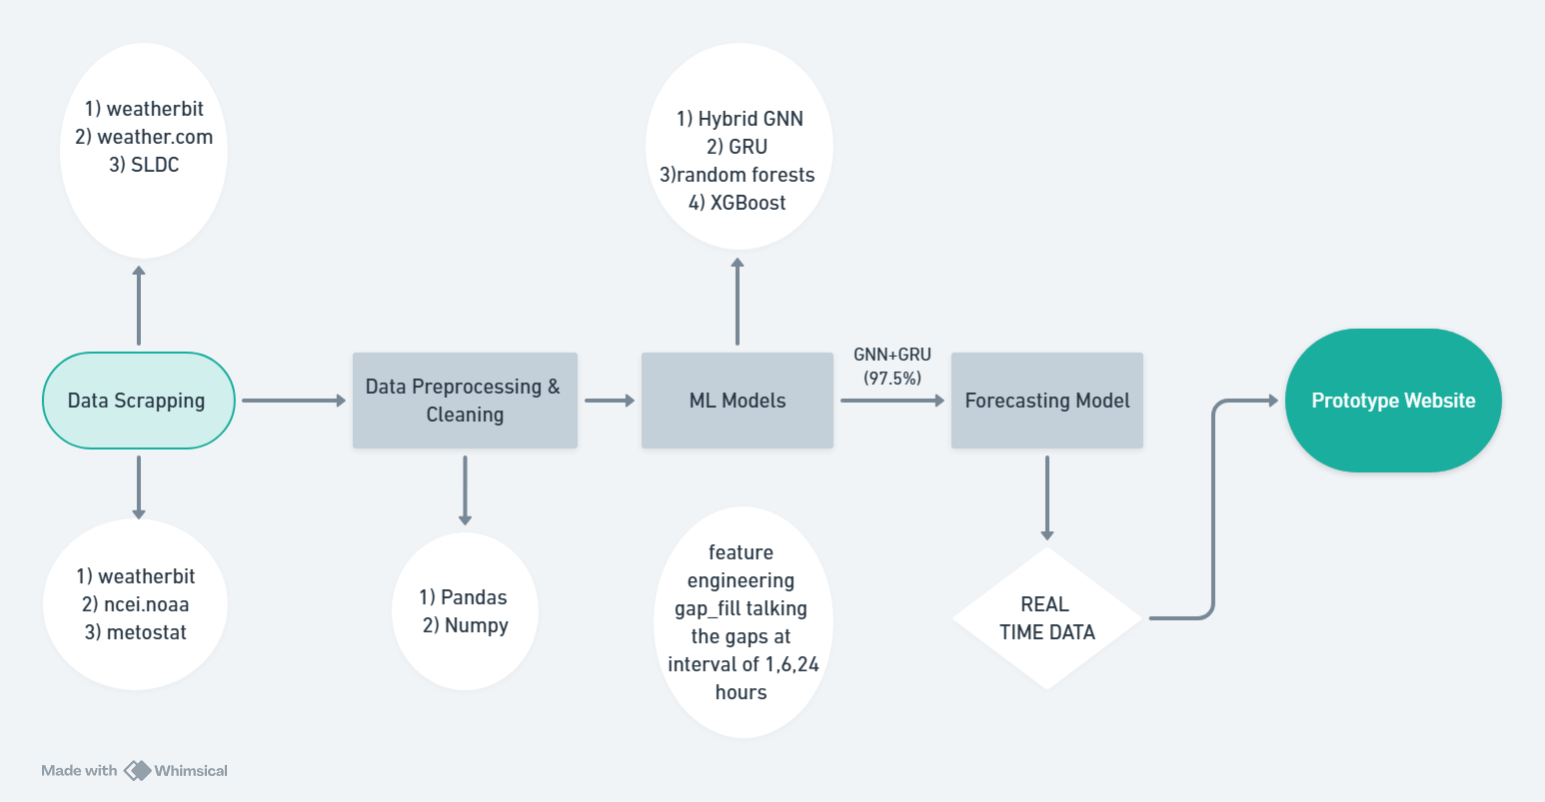 1) weatherbit
2) weather.com
3) SLDC
1) Hybrid GNN
2) GRU
3)random forests
4) XGBoost
Data Scrapping
Data Preprocessing &
Cleaning
ML Models
GNN+GRU
(97.5%)
Forecasting Model
Prototype Website
1) weatherbit
2) ncei.noaa
3) metostat
1) Pandas
2) Numpy
feature
engineering
gap_fill talking
the gaps at
interval of 1,6,24
hours
REAL
TIME DATA
Made with Whimsical